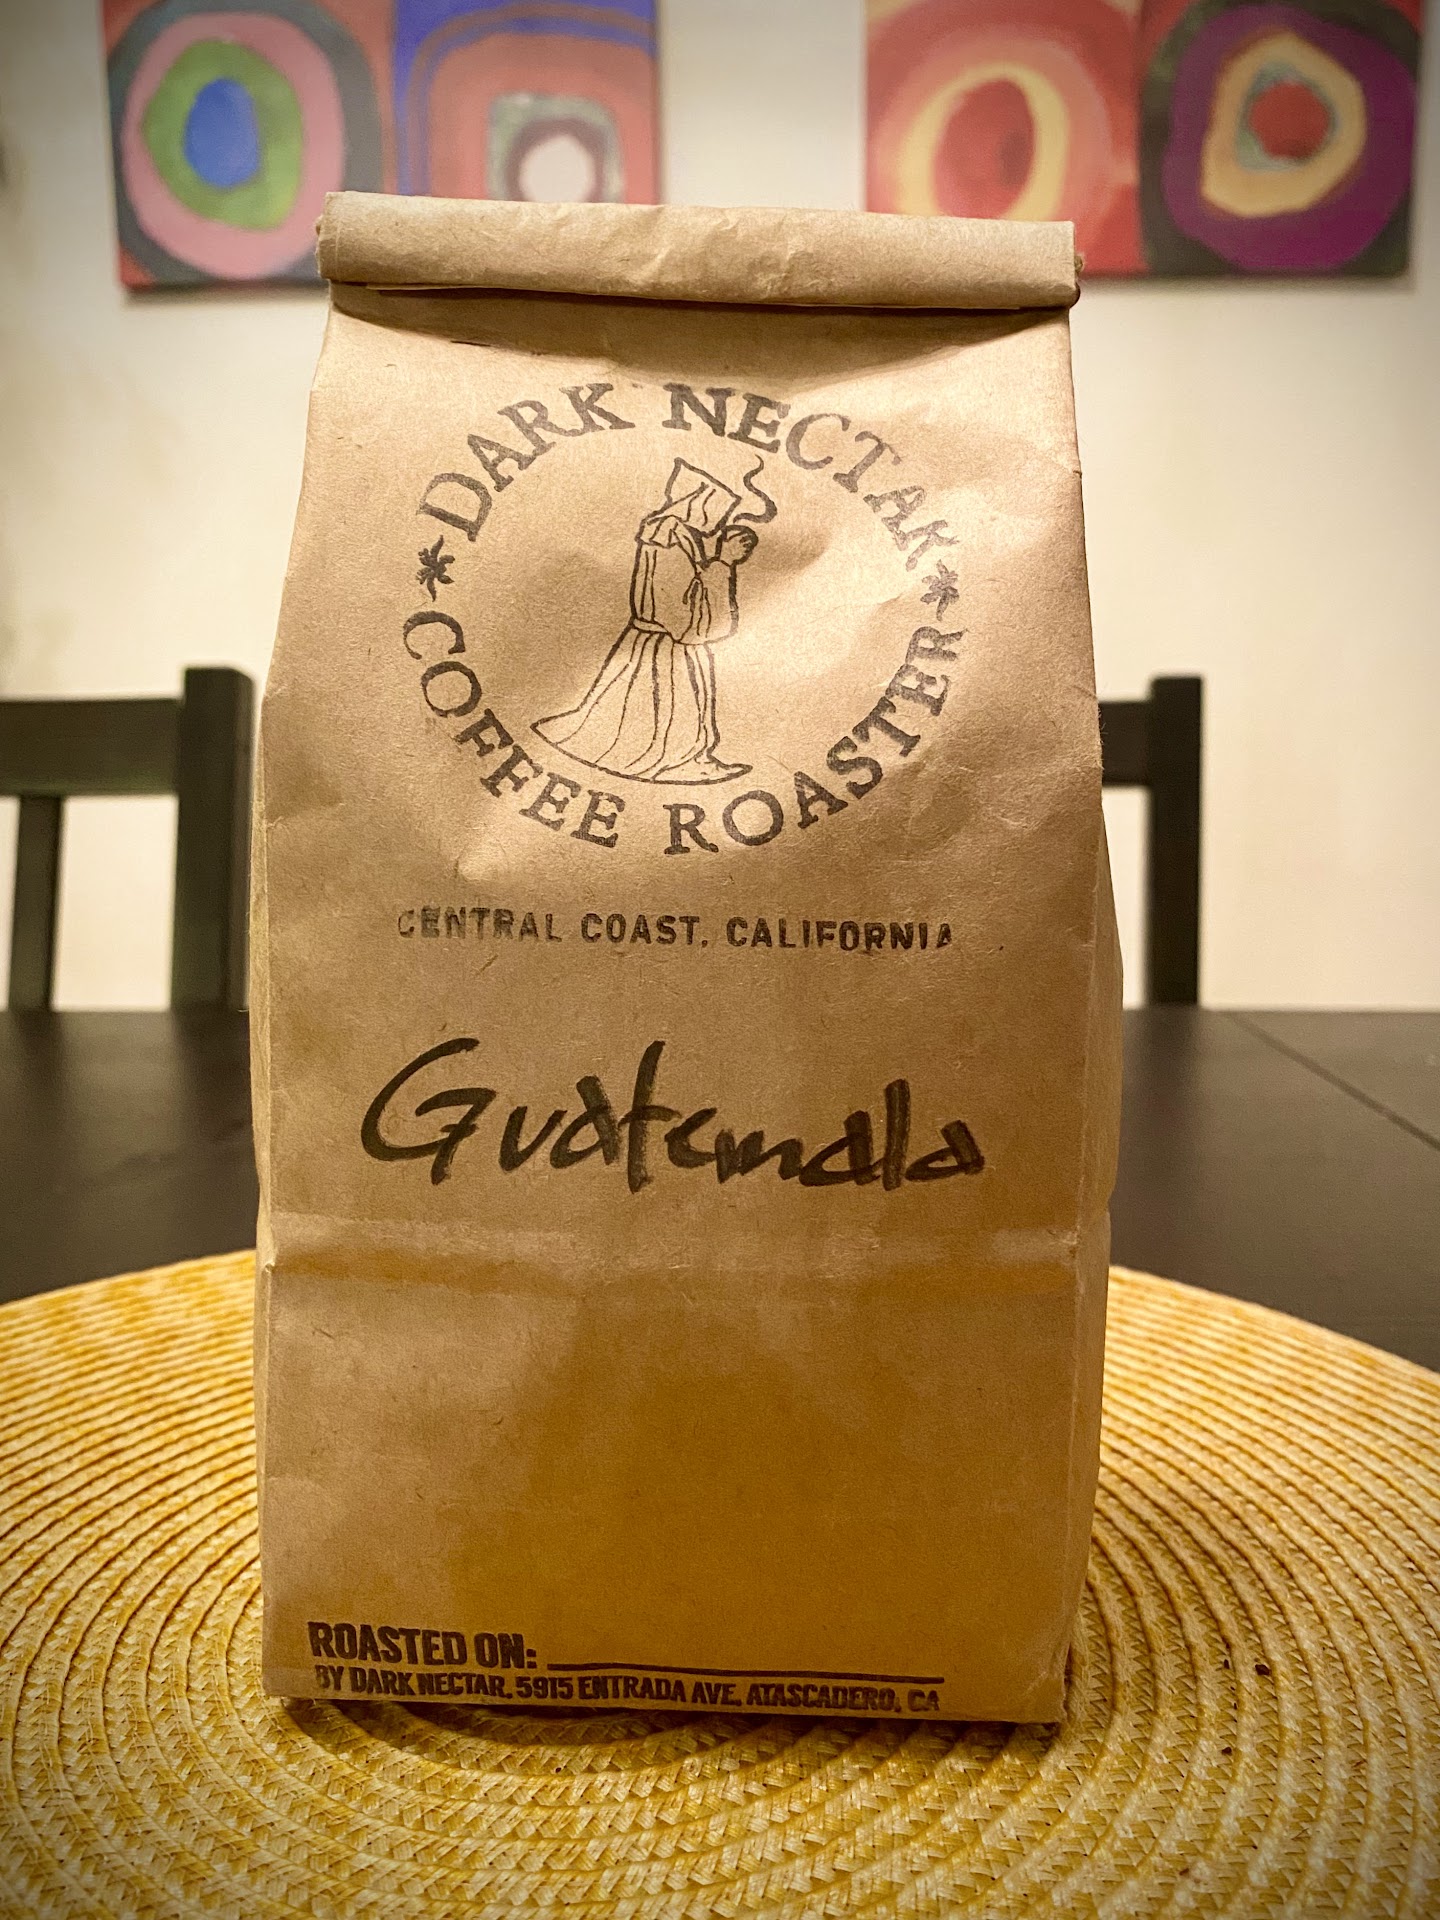 DARK NECTAR
COFFEE ROASTER
CENTRAL COAST, CALIFORNIA
Guatemala
ROASTED ON:
BY DARK NECTAR, 5915 ENTRADA AVE, ATASCADERO, CA